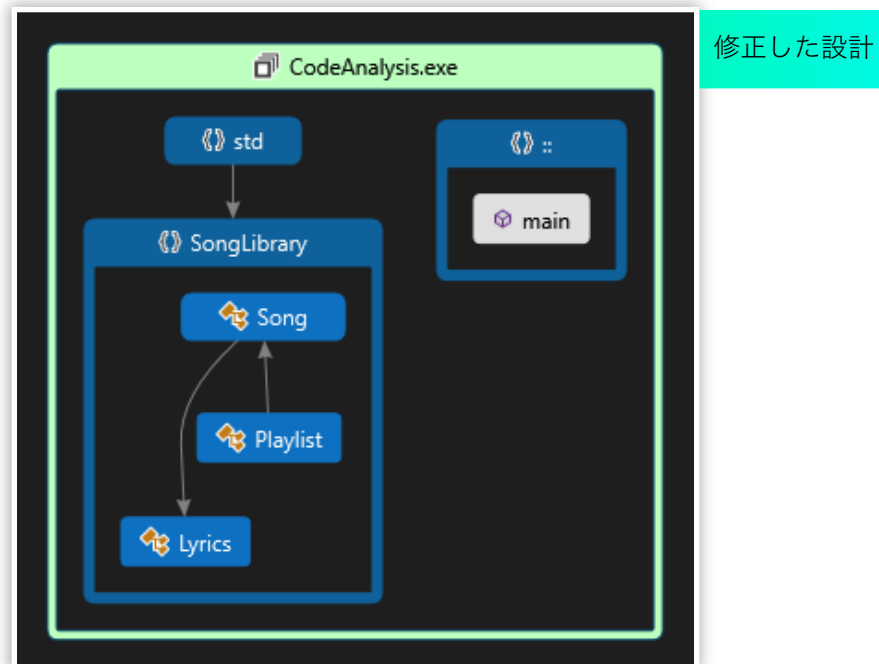 CodeAnalysis.exe
修正した設計
std
::
main
SongLibrary
Song
Playlist
Lyrics